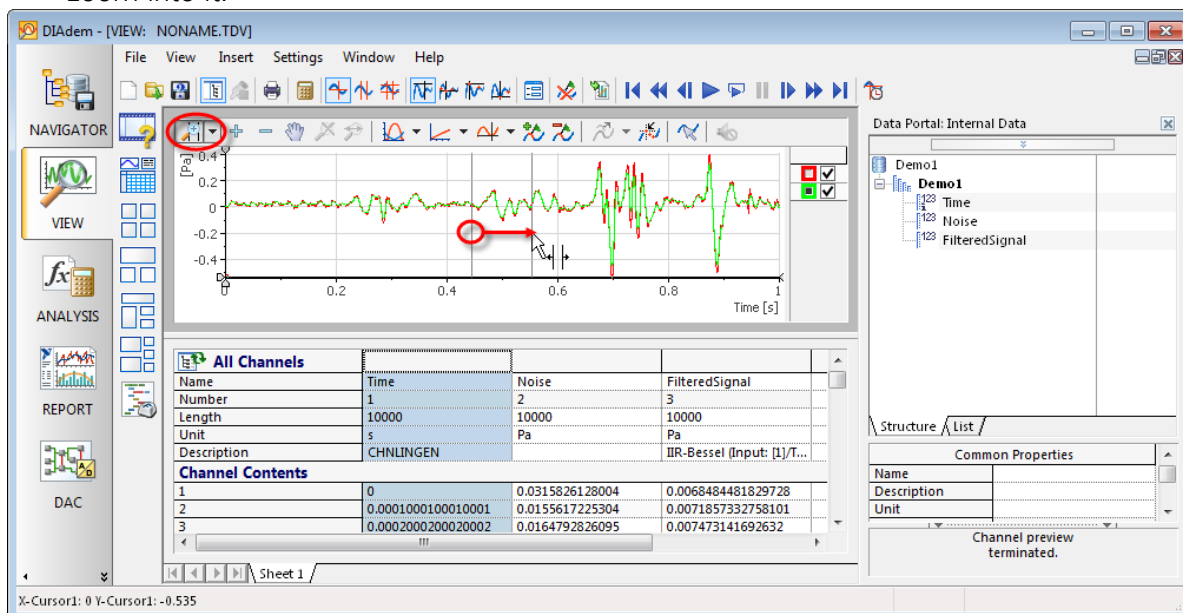 zoom into it.
DIAdem - [VIEW: NONAME.TDV]
File View Insert Settings Window Help
NAVIGATOR
VIEW
ANALYSIS
REPORT
DAC
[Pa]
0.4
0.2
0
-0.2
-0.4
0 0.2 0.4 0.6 0.8 1
Time [s]
All Channels
Name Time Noise FilteredSignal
Number 1 2 3
Length 10000 10000 10000
Unit s Pa Pa
Description CHNLINGEN IIR-Bessel (Input: [1]/T...
Channel Contents
1 0 0.0315826128004 0.0068484481829728
2 0.0001000100010001 0.0155617225304 0.0071857332758101
3 0.0002000200020002 0.0164792826095 0.007473141692632
Sheet 1
Data Portal: Internal Data
Demo1
Demo1
123 Time
123 Noise
123 FilteredSignal
Structure List
Common Properties
Name
Description
Unit
Channel preview
terminated.
X-Cursor1: 0 Y-Cursor1: -0.535